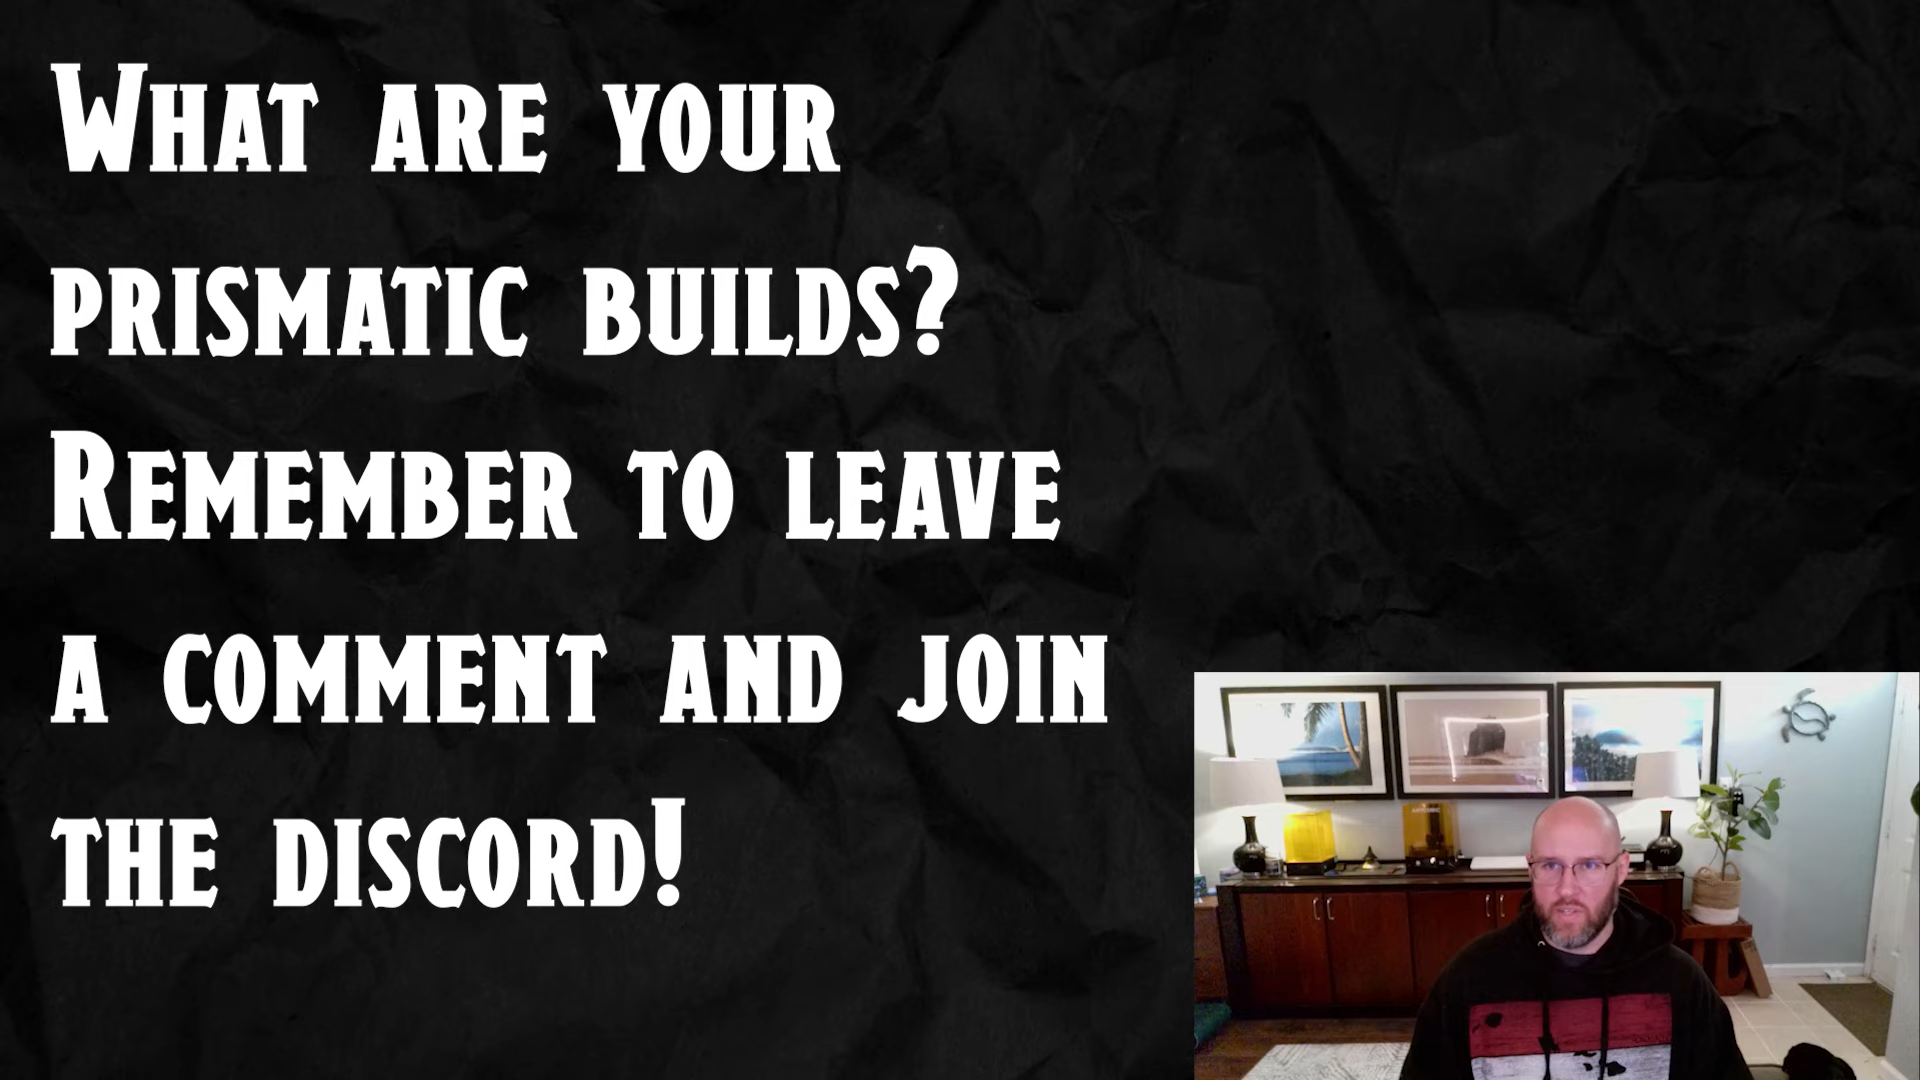 What are your
prismatic builds?
Remember to leave
a comment and join
the discord!